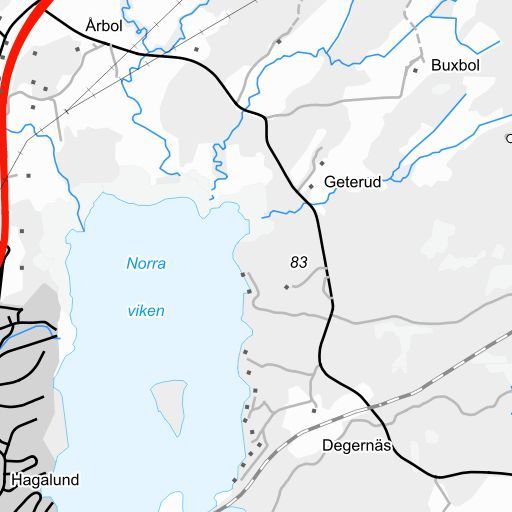 Årbol
Buxbol
Geterud
Norra
83
viken
Degernäs
Hagalund